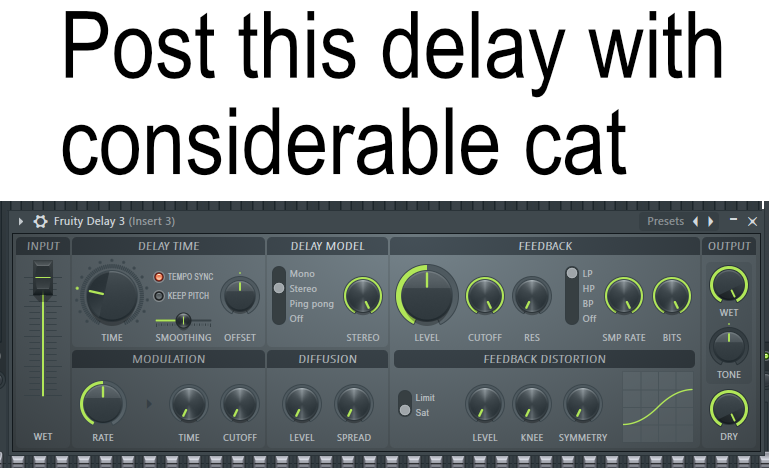 Post this delay with
considerable cat
Fruity Delay 3 (Insert 3)
Presets
INPUT
DELAY TIME
DELAY MODEL
FEEDBACK
OUTPUT
TEMPO SYNC
KEEP PITCH
TIME
SMOOTHING
OFFSET
Mono
Stereo
Ping pong
Off
STEREO
LEVEL
CUTOFF
RES
LP
HP
BP
Off
SMP RATE
BITS
WET
TONE
DRY
MODULATION
DIFFUSION
FEEDBACK DISTORTION
WET
RATE
TIME
CUTOFF
LEVEL
SPREAD
Limit
Sat
LEVEL
KNEE
SYMMETRY